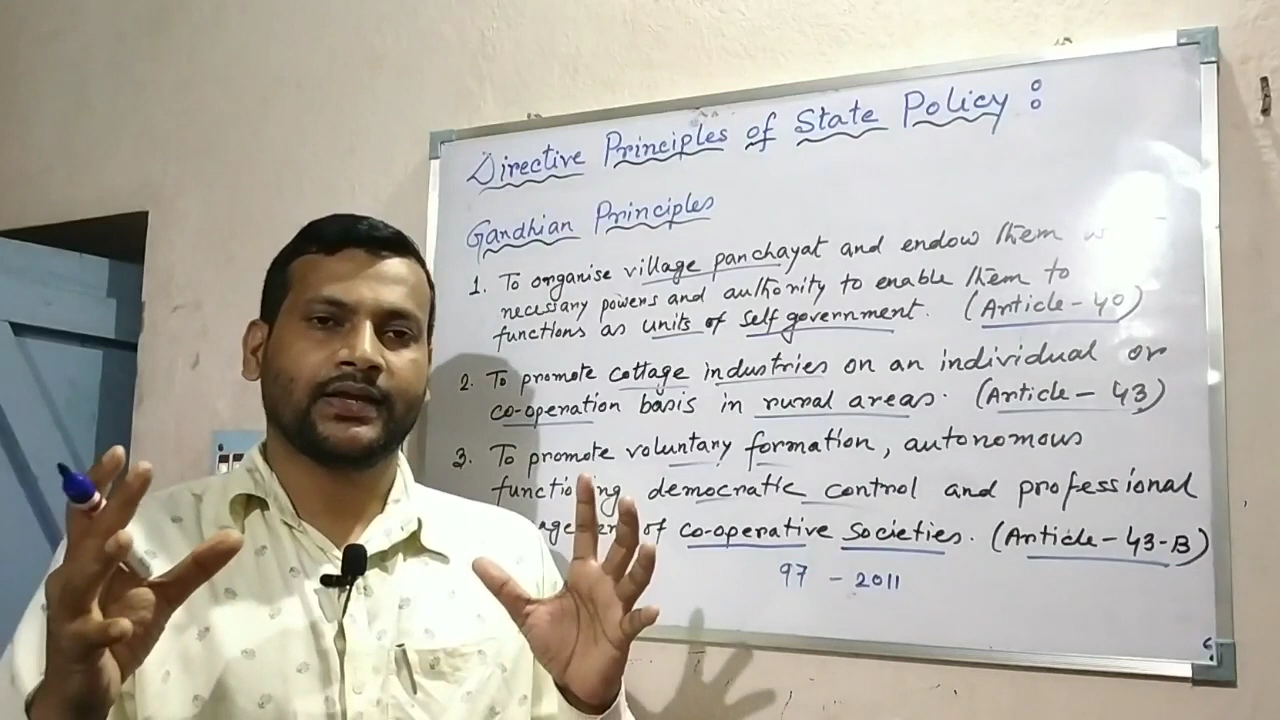 Directive Principles of State Policy :
Gandhian Principles
1. To organise village panchayat and endow them
necessary powers and authority to enable them to
functions as units of self government. (Article - 40)
2. To promote cottage industries on an individual or
co-operation basis in rural areas. (Article - 43)
3. To promote voluntary formation, autonomous
functioning democratic control and professional
of co-operative Societies. (Article - 43-B)
97 - 2011